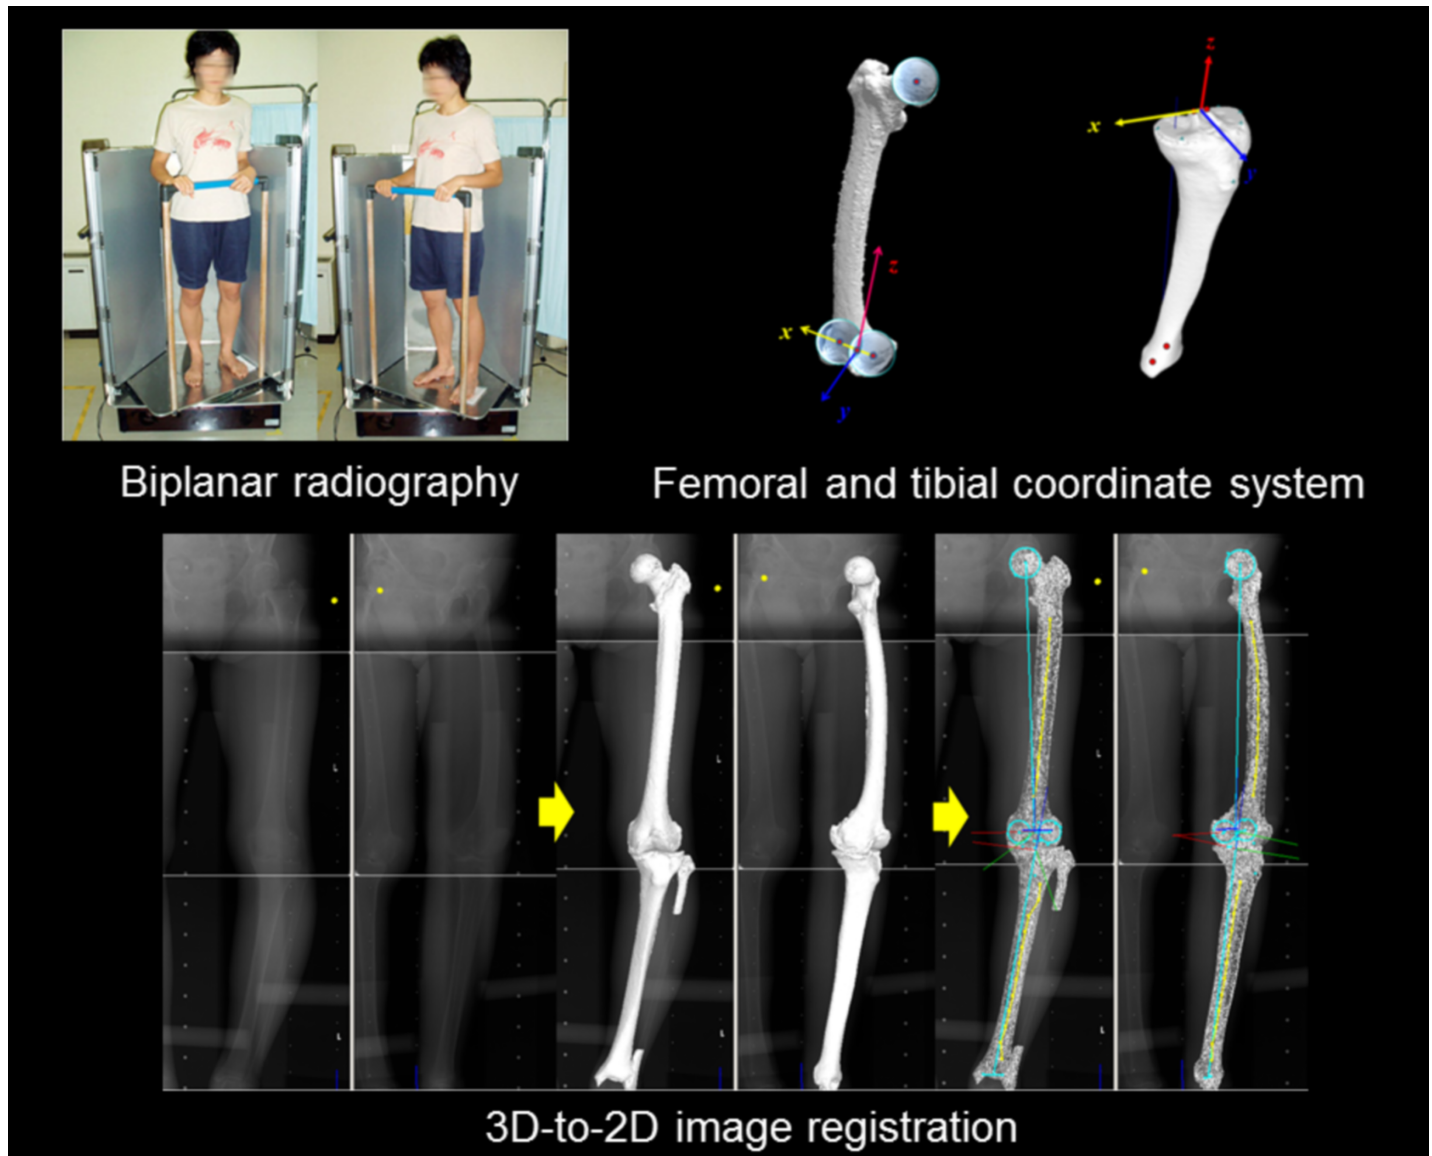 z
z
x
y
z
x
y
Biplanar radiography
Femoral and tibial coordinate system
L
L
L
L
L
L
3D-to-2D image registration